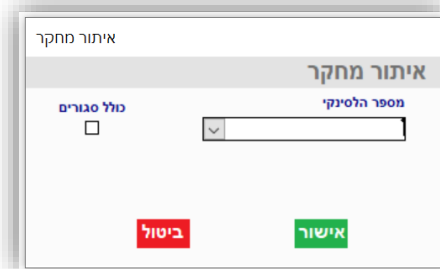 איתור מחקר
איתור מחקר
מספר הלסינקי
כולל סגורים
אישור
ביטול